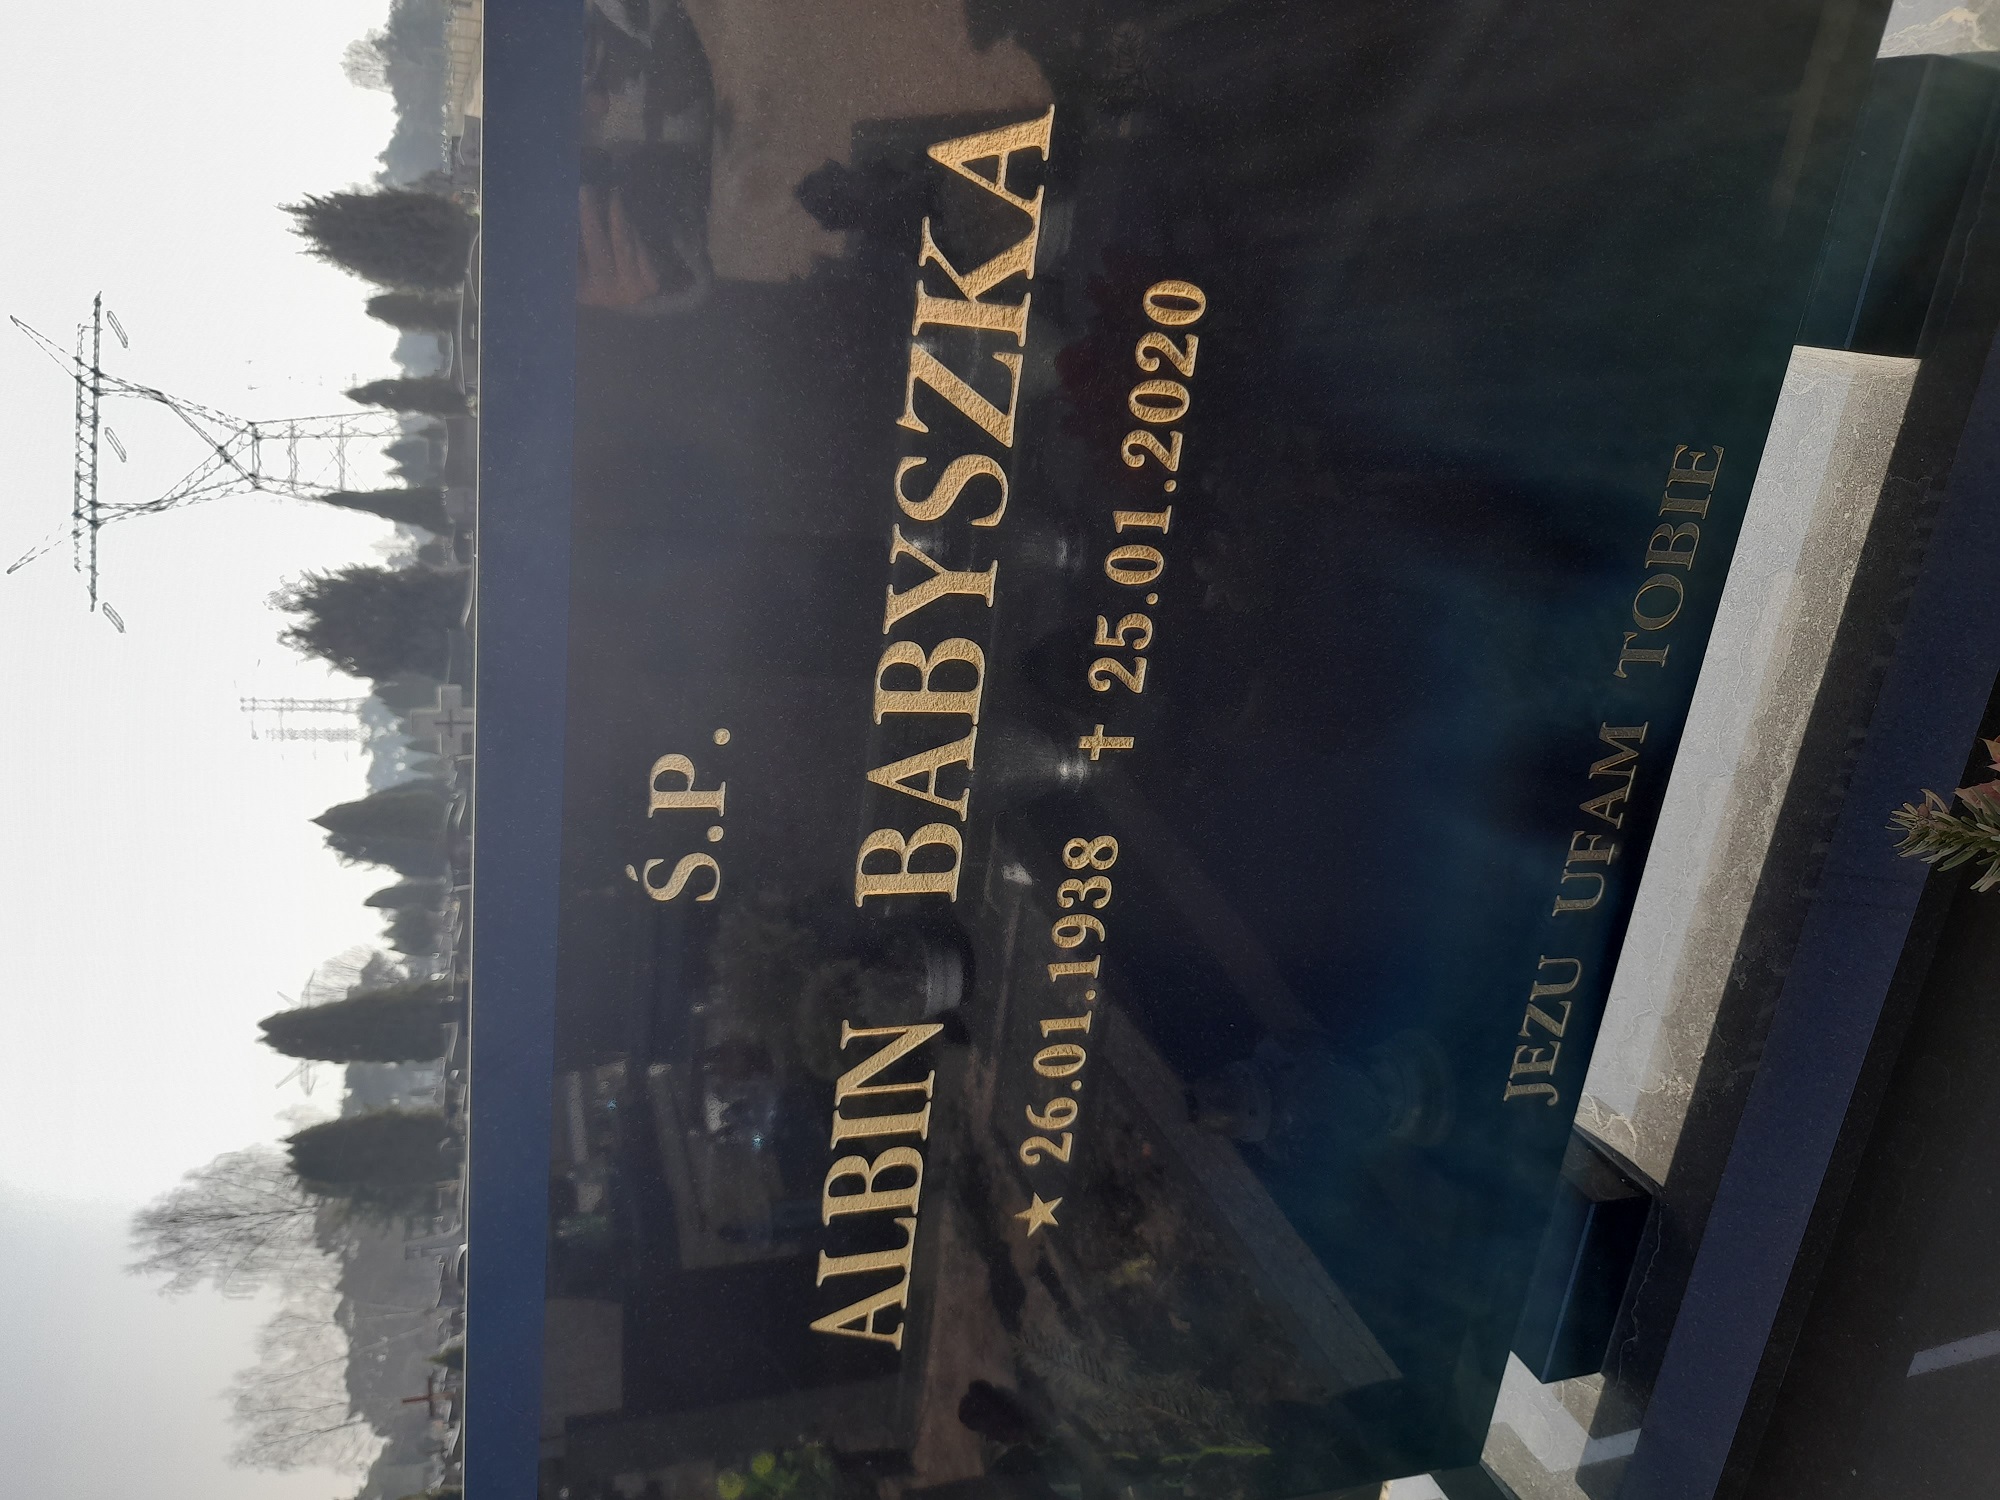 Ś.P.
ALBIN BABYSZKA
★ 26.01.1938 ✝ 25.01.2020
JEZU UFAM TOBIE